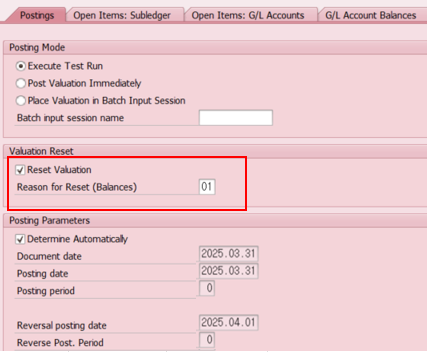 Postings Open Items: Subledger Open Items: G/L Accounts G/L Account Balances
Posting Mode
Execute Test Run
Post Valuation Immediately
Place Valuation in Batch Input Session
Batch input session name
Valuation Reset
Reset Valuation
Reason for Reset (Balances) 01
Posting Parameters
Determine Automatically
Document date 2025.03.31
Posting date 2025.03.31
Posting period 0
Reversal posting date 2025.04.01
Reverse Post. Period 0